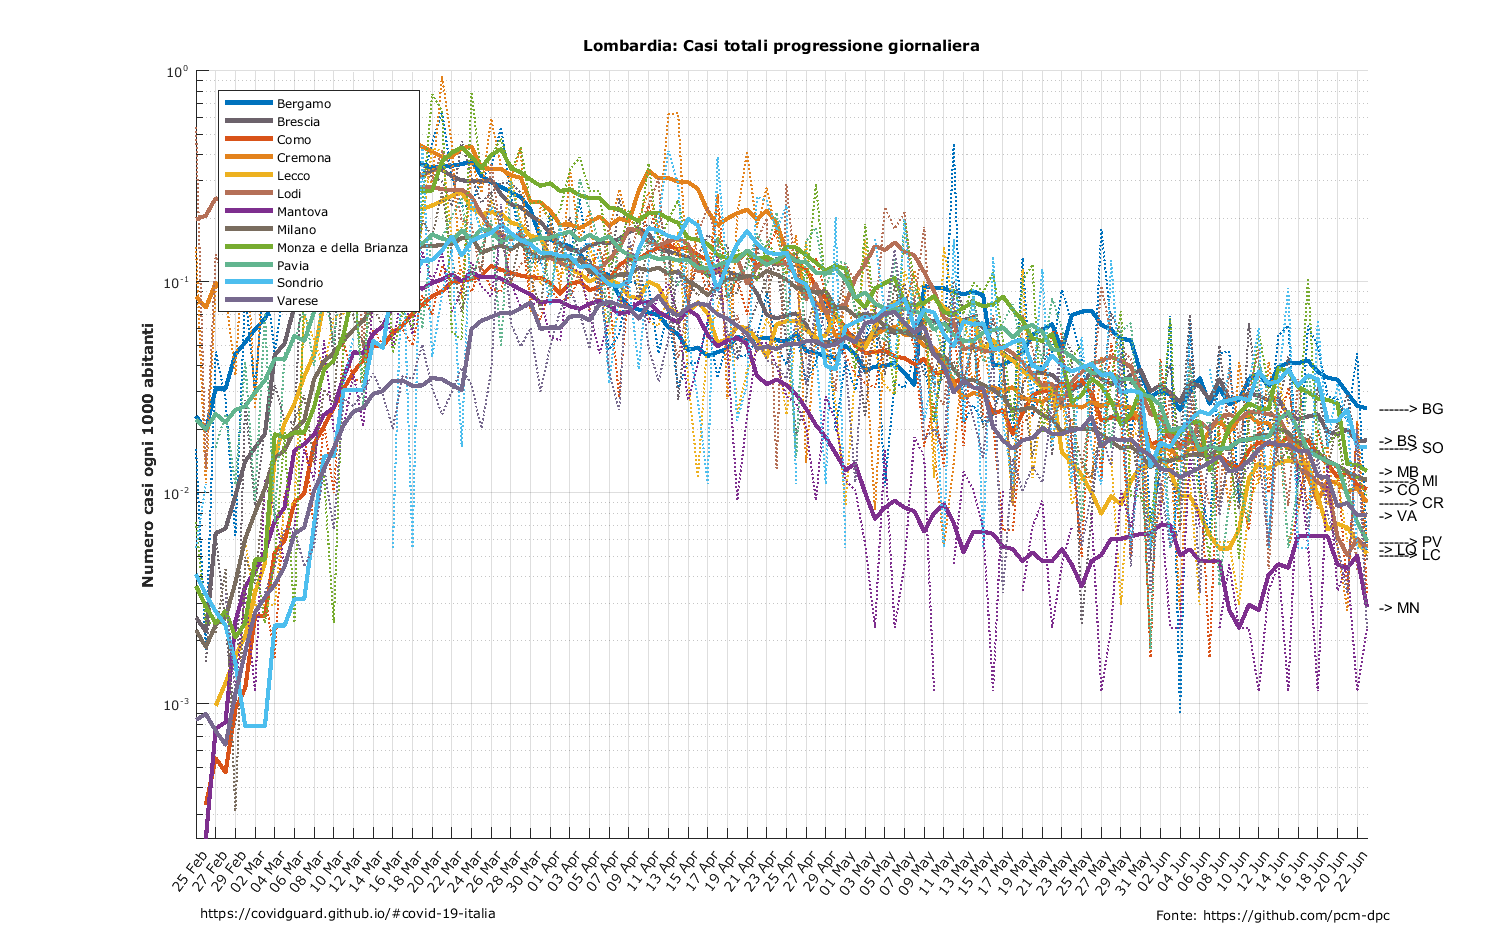 Lombardia: Casi totali progressione giornaliera
Numero casi ogni 1000 abitanti
10⁰
10⁻¹
10⁻²
10⁻³
Bergamo
Brescia
Como
Cremona
Lecco
Lodi
Mantova
Milano
Monza e della Brianza
Pavia
Sondrio
Varese
------> BG
-> BS
------> SO
-> MB
------> MI
-> CO
------> CR
-> VA
------> PV
-> LO
------> LC
-> MN
25 Feb
27 Feb
29 Feb
02 Mar
04 Mar
06 Mar
08 Mar
10 Mar
12 Mar
14 Mar
16 Mar
18 Mar
20 Mar
22 Mar
24 Mar
26 Mar
28 Mar
30 Mar
01 Apr
03 Apr
05 Apr
07 Apr
09 Apr
11 Apr
13 Apr
15 Apr
17 Apr
19 Apr
21 Apr
23 Apr
25 Apr
27 Apr
29 Apr
01 May
03 May
05 May
07 May
09 May
11 May
13 May
15 May
17 May
19 May
21 May
23 May
25 May
27 May
29 May
31 May
02 Jun
04 Jun
06 Jun
08 Jun
10 Jun
12 Jun
14 Jun
16 Jun
18 Jun
20 Jun
22 Jun
https://covidguard.github.io/#covid-19-italia
Fonte: https://github.com/pcm-dpc